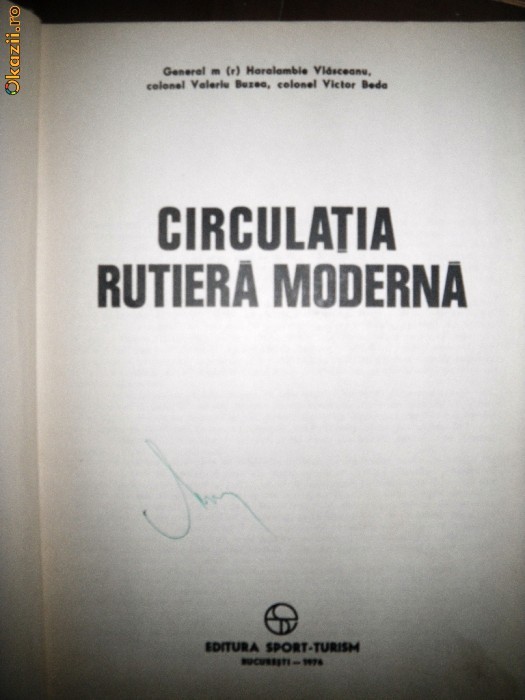 Okazii.ro
General m (r) Haralambie Vlăsceanu,
colonel Valeriu Buzea, colonel Victor Beda
CIRCULAȚIA
RUTIERĂ MODERNĂ
EDITURA SPORT-TURISM
BUCUREȘTI — 1976